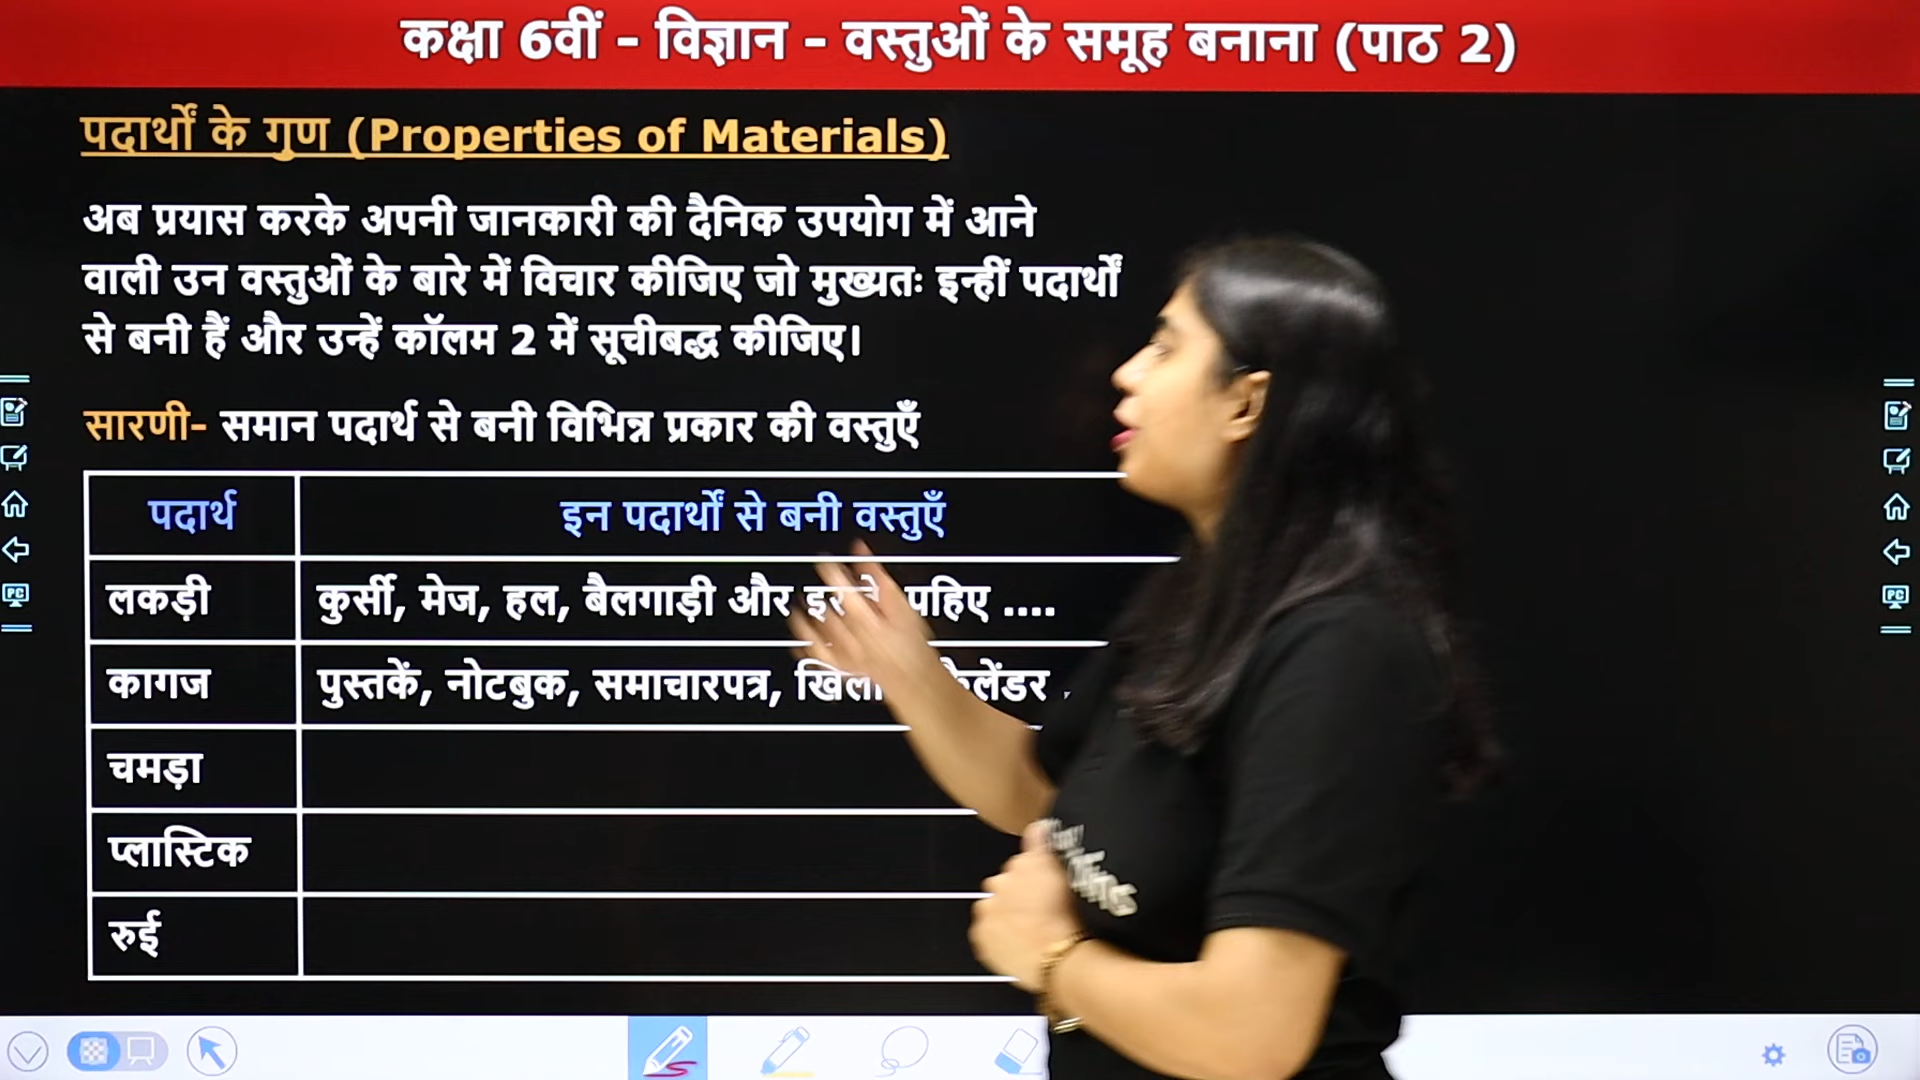 कक्षा 6वीं - विज्ञान - वस्तुओं के समूह बनाना (पाठ 2)
पदार्थों के गुण (Properties of Materials)
अब प्रयास करके अपनी जानकारी की दैनिक उपयोग में आने
वाली उन वस्तुओं के बारे में विचार कीजिए जो मुख्यतः इन्हीं पदार्थों
से बनी हैं और उन्हें कॉलम 2 में सूचीबद्ध कीजिए।
सारणी- समान पदार्थ से बनी विभिन्न प्रकार की वस्तुएँ
पदार्थ इन पदार्थों से बनी वस्तुएँ
लकड़ी कुर्सी, मेज, हल, बैलगाड़ी और पहिए ....
कागज पुस्तकें, नोटबुक, समाचारपत्र,
चमड़ा
प्लास्टिक
रुई
PC
PC